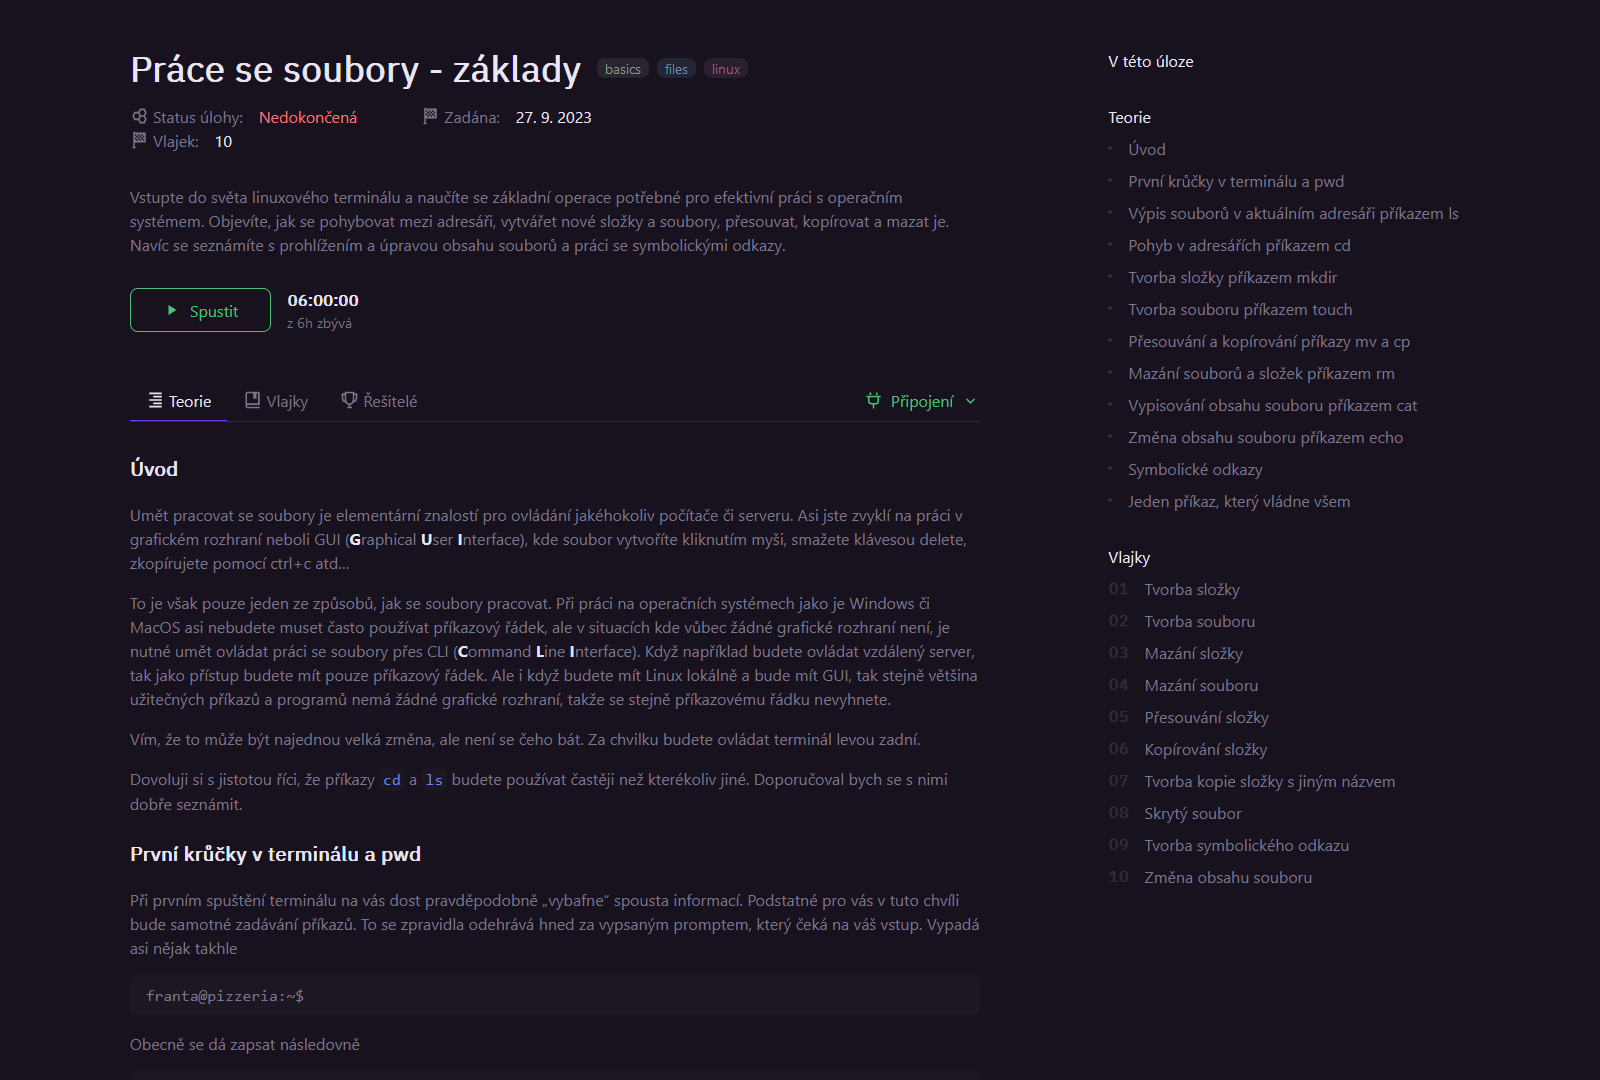 Práce se soubory - základy basics files linux
Status úlohy: Nedokončená Zadána: 27. 9. 2023
Vlajek: 10
Vstupte do světa linuxového terminálu a naučíte se základní operace potřebné pro efektivní práci s operačním
systémem. Objevíte, jak se pohybovat mezi adresáři, vytvářet nové složky a soubory, přesouvat, kopírovat a mazat je.
Navíc se seznámíte s prohlížením a úpravou obsahu souborů a práci se symbolickými odkazy.
Spustit
06:00:00
z 6h zbývá
Teorie Vlajky Řešitelé Připojení
Úvod
Umět pracovat se soubory je elementární znalostí pro ovládání jakéhokoliv počítače či serveru. Asi jste zvyklí na práci v
grafickém rozhraní neboli GUI (Graphical User Interface), kde soubor vytvoříte kliknutím myši, smažete klávesou delete,
zkopírujete pomocí ctrl+c atd...
To je však pouze jeden ze způsobů, jak se soubory pracovat. Při práci na operačních systémech jako je Windows či
MacOS asi nebudete muset často používat příkazový řádek, ale v situacích kde vůbec žádné grafické rozhraní není, je
nutné umět ovládat práci se soubory přes CLI (Command Line Interface). Když například budete ovládat vzdálený server,
tak jako přístup budete mít pouze příkazový řádek. Ale i když budete mít Linux lokálně a bude mít GUI, tak stejně většina
užitečných příkazů a programů nemá žádné grafické rozhraní, takže se stejně příkazovému řádku nevyhnete.
Vím, že to může být najednou velká změna, ale není se čeho bát. Za chvilku budete ovládat terminál levou zadní.
Dovoluji si s jistotou říci, že příkazy cd a ls budete používat častěji než kterékoliv jiné. Doporučoval bych se s nimi
dobře seznámit.
První krůčky v terminálu a pwd
Při prvním spuštění terminálu na vás dost pravděpodobně „vybafne“ spousta informací. Podstatné pro vás v tuto chvíli
bude samotné zadávání příkazů. To se zpravidla odehrává hned za vypsaným promptem, který čeká na váš vstup. Vypadá
asi nějak takhle
franta@pizzeria:~$
Obecně se dá zapsat následovně
V této úloze
Teorie
Úvod
První krůčky v terminálu a pwd
Výpis souborů v aktuálním adresáři příkazem ls
Pohyb v adresářích příkazem cd
Tvorba složky příkazem mkdir
Tvorba souboru příkazem touch
Přesouvání a kopírování příkazy mv a cp
Mazání souborů a složek příkazem rm
Vypisování obsahu souboru příkazem cat
Změna obsahu souboru příkazem echo
Symbolické odkazy
Jeden příkaz, který vládne všem
Vlajky
01 Tvorba složky
02 Tvorba souboru
03 Mazání složky
04 Mazání souboru
05 Přesouvání složky
06 Kopírování složky
07 Tvorba kopie složky s jiným názvem
08 Skrytý soubor
09 Tvorba symbolického odkazu
10 Změna obsahu souboru